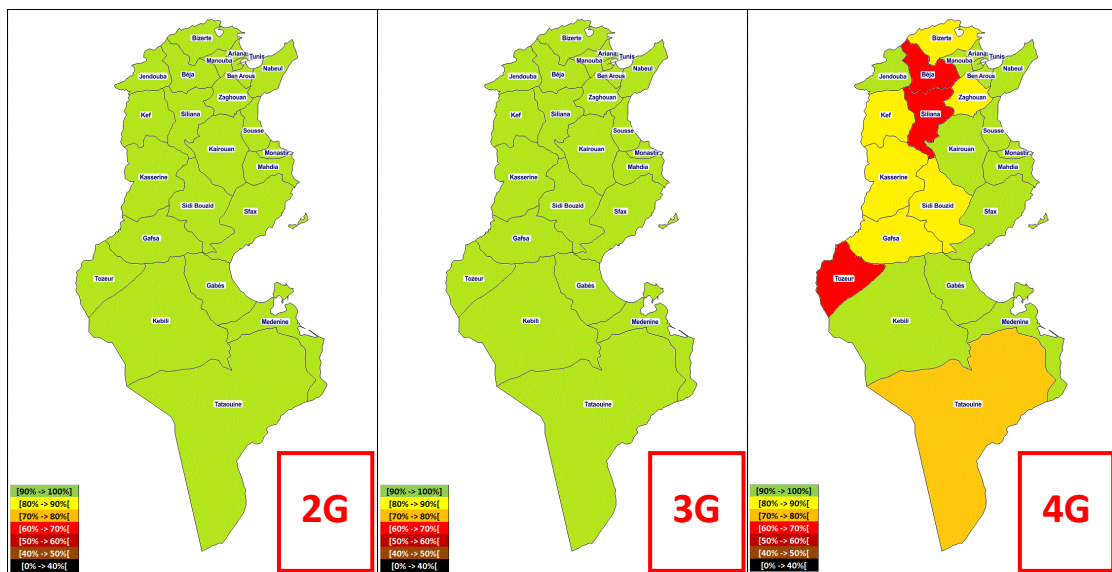 Bizerte
Ariana
Tunis
Manouba
Nabeul
Jendouba
Béja
Ben Arous
Zaghouan
Kef
Siliana
Sousse
Kairouan
Monastir
Mahdia
Kasserine
Sidi Bouzid
Sfax
Gafsa
Tozeur
Gabès
Kebili
Medenine
Tataouine
[90% -> 100%]
[80% -> 90%[
[70% -> 80%[
[60% -> 70%[
[50% -> 60%[
[40% -> 50%[
[0% -> 40%[
2G
Bizerte
Ariana
Tunis
Manouba
Nabeul
Jendouba
Béja
Ben Arous
Zaghouan
Kef
Siliana
Sousse
Kairouan
Monastir
Mahdia
Kasserine
Sidi Bouzid
Sfax
Gafsa
Tozeur
Gabès
Kebili
Medenine
Tataouine
[90% -> 100%]
[80% -> 90%[
[70% -> 80%[
[60% -> 70%[
[50% -> 60%[
[40% -> 50%[
[0% -> 40%[
3G
Bizerte
Ariana
Tunis
Manouba
Nabeul
Jendouba
Béja
Ben Arous
Zaghouan
Kef
Siliana
Sousse
Kairouan
Monastir
Mahdia
Kasserine
Sidi Bouzid
Sfax
Gafsa
Tozeur
Gabès
Kebili
Medenine
Tataouine
[90% -> 100%]
[80% -> 90%[
[70% -> 80%[
[60% -> 70%[
[50% -> 60%[
[40% -> 50%[
[0% -> 40%[
4G